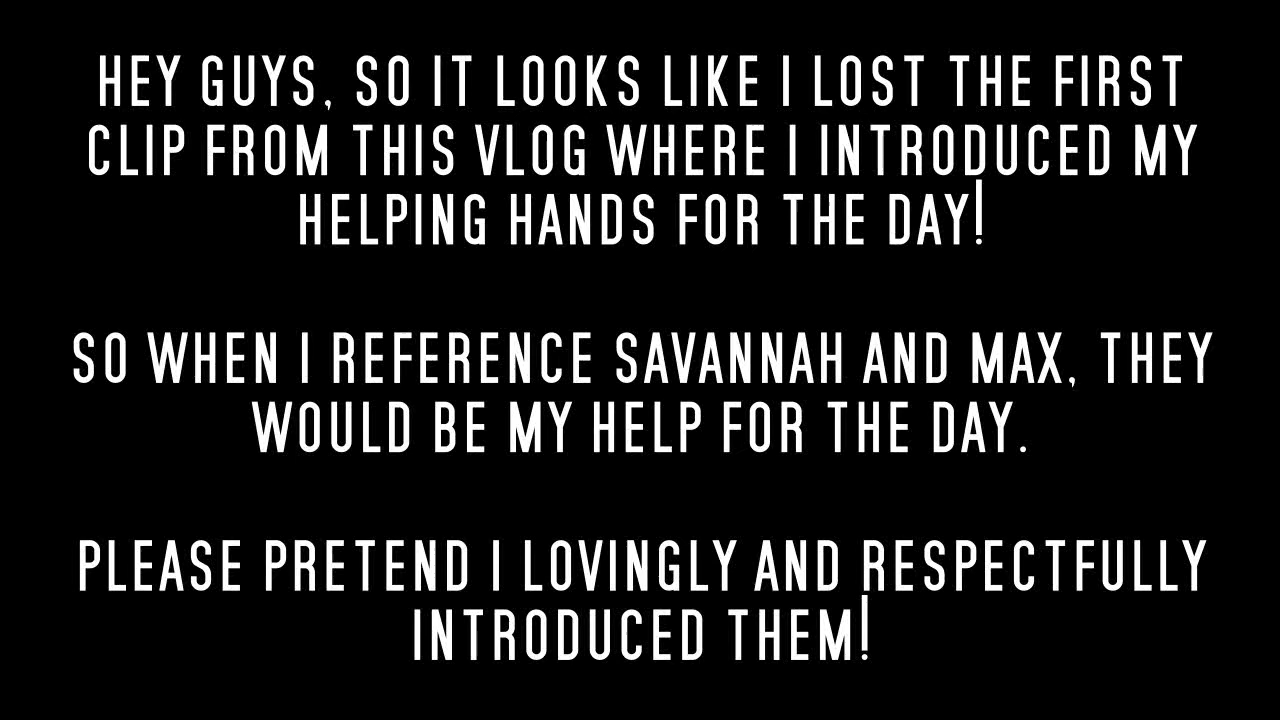 HEY GUYS, SO IT LOOKS LIKE I LOST THE FIRST
CLIP FROM THIS VLOG WHERE I INTRODUCED MY
HELPING HANDS FOR THE DAY!
SO WHEN I REFERENCE SAVANNAH AND MAX, THEY
WOULD BE MY HELP FOR THE DAY.
PLEASE PRETEND I LOVINGLY AND RESPECTFULLY
INTRODUCED THEM!